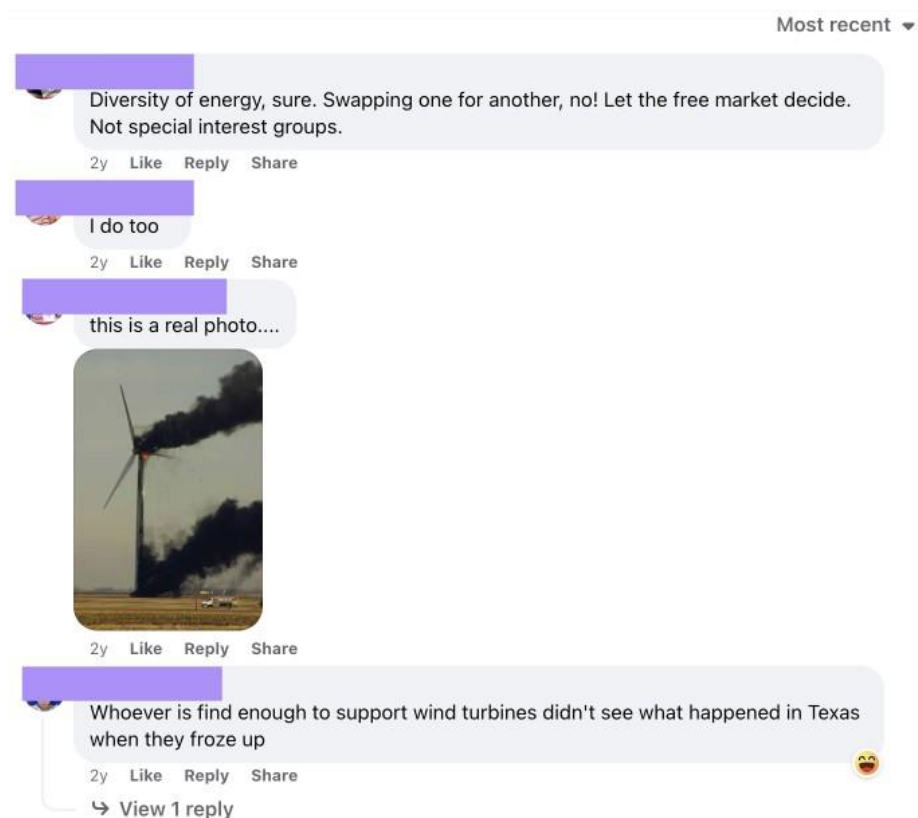 Most recent
Diversity of energy, sure. Swapping one for another, no! Let the free market decide.
Not special interest groups.
2y Like Reply Share
I do too
2y Like Reply Share
this is a real photo....
2y Like Reply Share
Whoever is find enough to support wind turbines didn't see what happened in Texas
when they froze up
2y Like Reply Share
View 1 reply